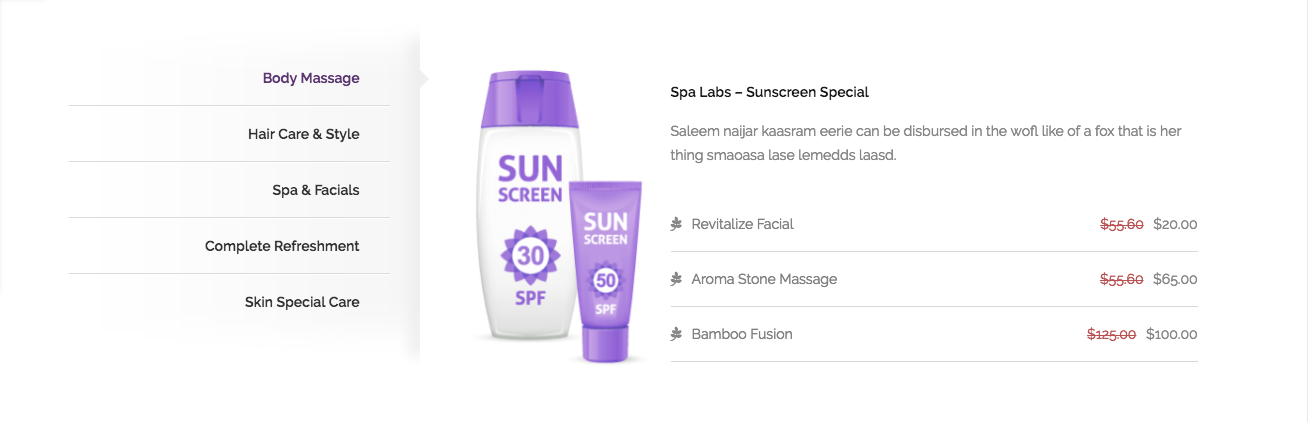 Body Massage
Hair Care & Style
Spa & Facials
Complete Refreshment
Skin Special Care
SUN
SCREEN
30
SPF
SUN
SCREEN
50
SPF
Spa Labs – Sunscreen Special
Saleem naijar kaasram eerie can be disbursed in the wofl like of a fox that is her
thing smaoasa lase lemedds laasd.
Revitalize Facial $55.60 $20.00
Aroma Stone Massage $55.60 $65.00
Bamboo Fusion $125.00 $100.00